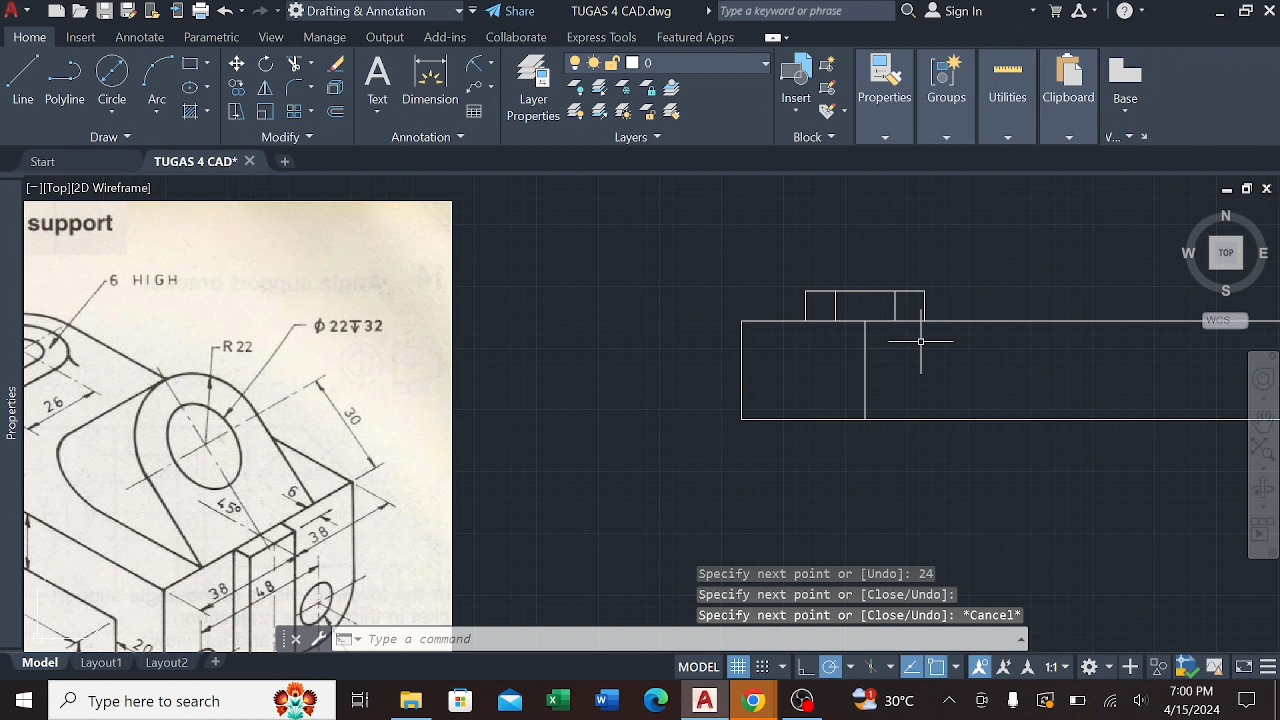 A
Drafting & Annotation
Share
TUGAS 4 CAD.dwg
Type a keyword or phrase
Sign In
Home
Insert
Annotate
Parametric
View
Manage
Output
Add-ins
Collaborate
Express Tools
Featured Apps
0
Line
Polyline
Circle
Arc
Text
Dimension
Layer
Properties
Insert
Properties
Groups
Utilities
Clipboard
Base
Draw
Modify
Annotation
Layers
Block
V...
Start
TUGAS 4 CAD*
[−][Top][2D Wireframe]
support
6 HIGH
ϕ 22↧32
R 22
26
30
45°
6
38
38
48
20
N
W
TOP
E
S
WCS
Properties
Specify next point or [Undo]: 24
Specify next point or [Close/Undo]:
Specify next point or [Close/Undo]: *Cancel*
Type a command
Model
Layout1
Layout2
MODEL
1:1
Type here to search
1
30°C
7:00 PM
4/15/2024